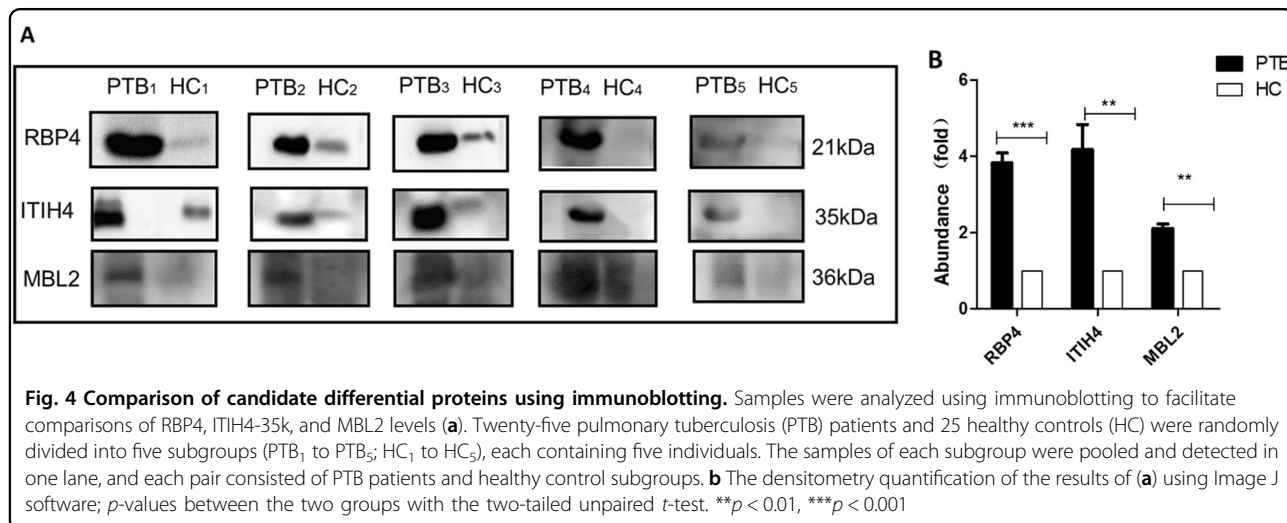 A
PTB₁ HC₁ PTB₂ HC₂ PTB₃ HC₃ PTB₄ HC₄ PTB₅ HC₅
RBP4 21kDa
ITIH4 35kDa
MBL2 36kDa
B
PTB
HC
Abundance (fold)
6
4
2
0
***
**
**
RBP4
ITIH4
MBL2
Fig. 4 Comparison of candidate differential proteins using immunoblotting. Samples were analyzed using immunoblotting to facilitate
comparisons of RBP4, ITIH4-35k, and MBL2 levels (a). Twenty-five pulmonary tuberculosis (PTB) patients and 25 healthy controls (HC) were randomly
divided into five subgroups (PTB₁ to PTB₅; HC₁ to HC₅), each containing five individuals. The samples of each subgroup were pooled and detected in
one lane, and each pair consisted of PTB patients and healthy control subgroups. b The densitometry quantification of the results of (a) using Image J
software; p-values between the two groups with the two-tailed unpaired t-test. **p < 0.01, ***p < 0.001